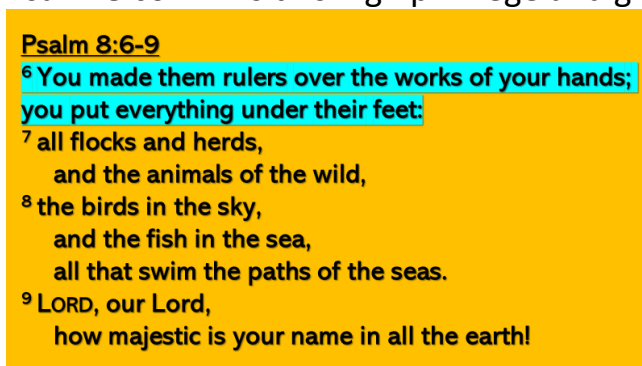 Psalm 8:6-9
6 You made them rulers over the works of your hands;
you put everything under their feet:
7 all flocks and herds,
and the animals of the wild,
8 the birds in the sky,
and the fish in the sea,
all that swim the paths of the seas.
9 LORD, our Lord,
how majestic is your name in all the earth!